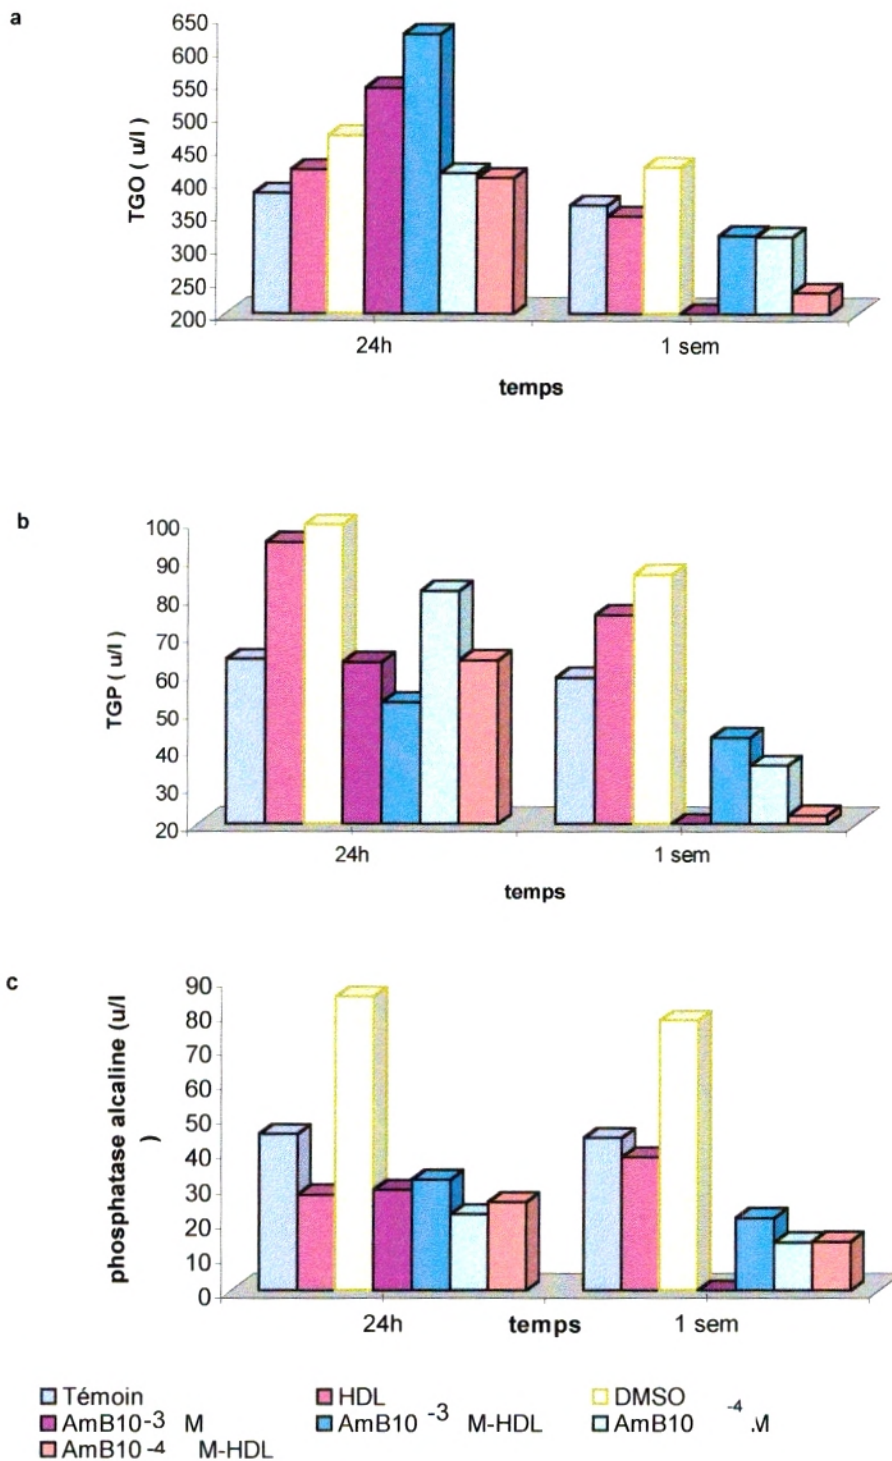 a
650
600
550
500
450
400
350
300
250
200
TGO ( u/l )
24h 1 sem
temps
b
100
90
80
70
60
50
40
30
20
TGP ( u/l )
24h 1 sem
temps
c
90
80
70
60
50
40
30
20
10
0
phosphatase alcaline (u/l
)
24h temps 1 sem
Témoin HDL DMSO
AmB10-3 M AmB10 -3 M-HDL AmB10 -4 .M
AmB10-4 M-HDL